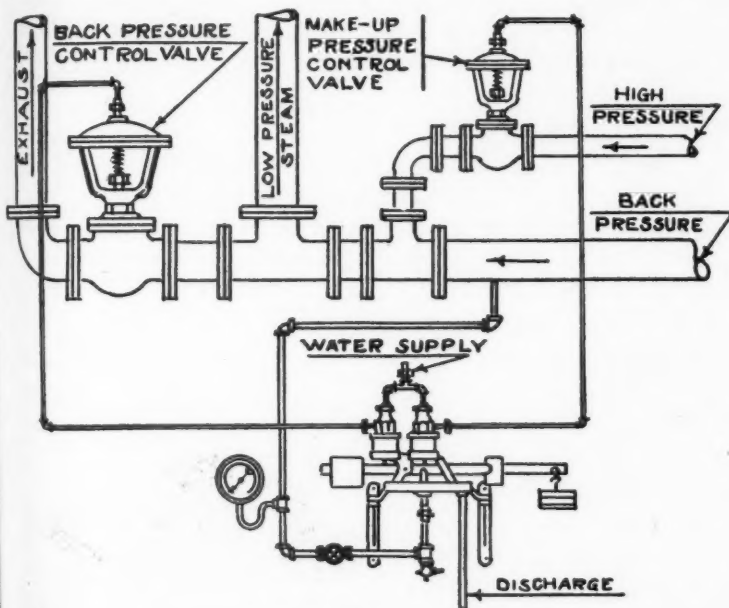 BACK PRESSURE
CONTROL VALVE
EXHAUST
LOW PRESSURE
STEAM
MAKE-UP
PRESSURE
CONTROL
VALVE
HIGH
PRESSURE
BACK
PRESSURE
WATER SUPPLY
DISCHARGE